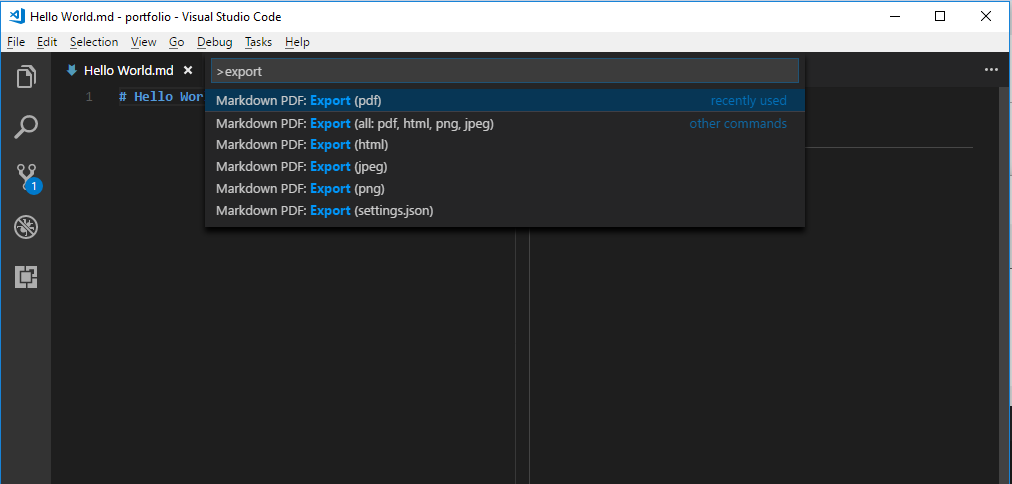 Hello World.md - portfolio - Visual Studio Code
File Edit Selection View Go Debug Tasks Help
Hello World.md
>export
1 # Hello Wor
Markdown PDF: Export (pdf) recently used
Markdown PDF: Export (all: pdf, html, png, jpeg) other commands
Markdown PDF: Export (html)
Markdown PDF: Export (jpeg)
Markdown PDF: Export (png)
Markdown PDF: Export (settings.json)
1